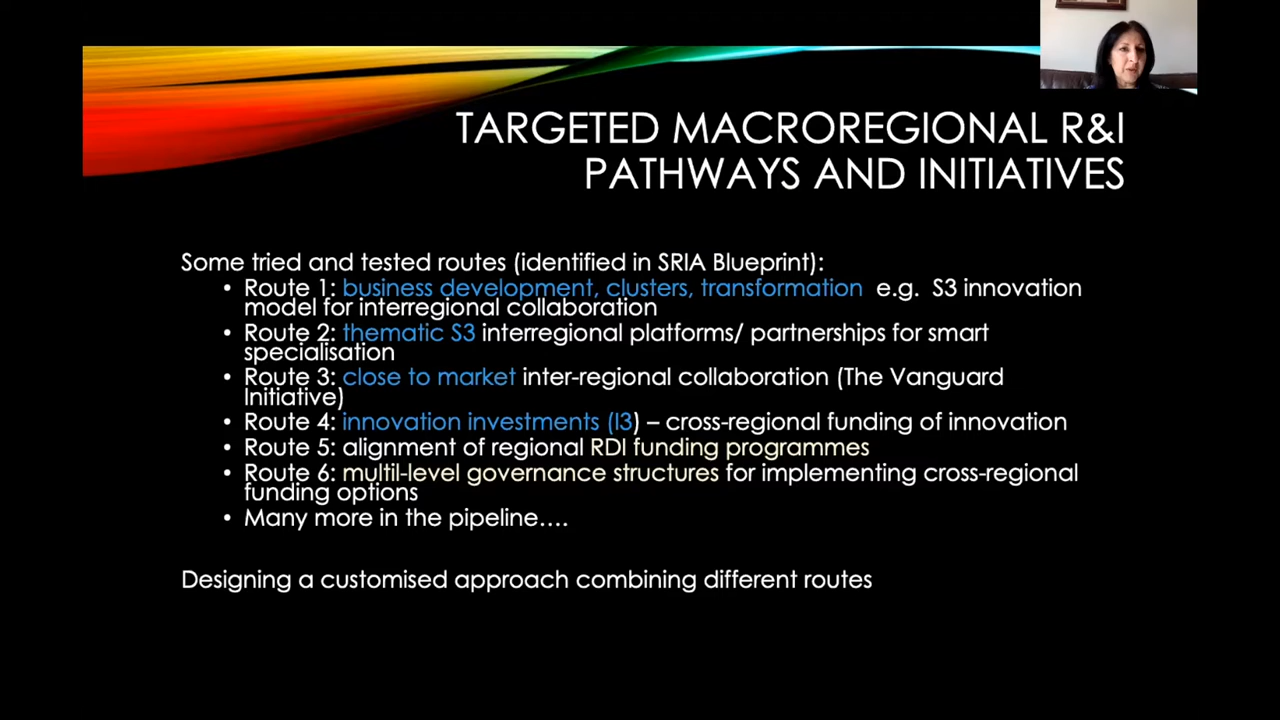 TARGETED MACROREGIONAL R&I
PATHWAYS AND INITIATIVES
Some tried and tested routes (identified in SRIA Blueprint):
• Route 1: business development, clusters, transformation e.g. S3 innovation
model for interregional collaboration
• Route 2: thematic S3 interregional platforms/ partnerships for smart
specialisation
• Route 3: close to market inter-regional collaboration (The Vanguard
Initiative)
• Route 4: innovation investments (I3) – cross-regional funding of innovation
• Route 5: alignment of regional RDI funding programmes
• Route 6: multil-level governance structures for implementing cross-regional
funding options
• Many more in the pipeline….
Designing a customised approach combining different routes